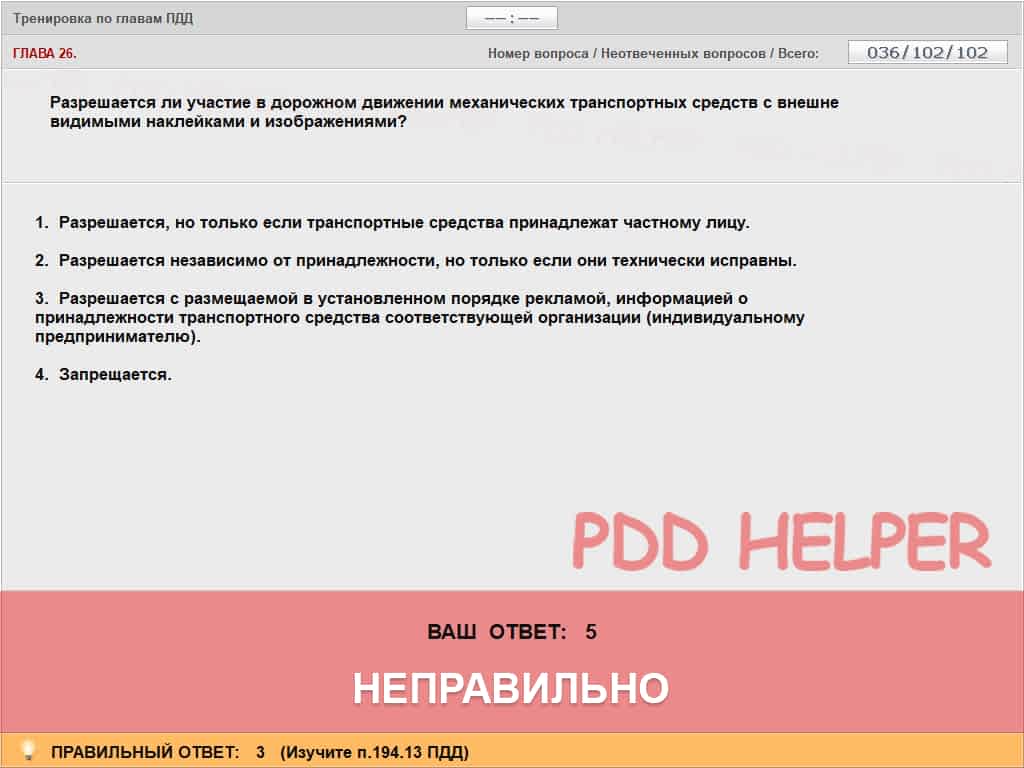 Тренировка по главам ПДД
—— : ——
ГЛАВА 26.
Номер вопроса / Неотвеченных вопросов / Всего:
036/102/102
Разрешается ли участие в дорожном движении механических транспортных средств с внешне
видимыми наклейками и изображениями?
1. Разрешается, но только если транспортные средства принадлежат частному лицу.
2. Разрешается независимо от принадлежности, но только если они технически исправны.
3. Разрешается с размещаемой в установленном порядке рекламой, информацией о
принадлежности транспортного средства соответствующей организации (индивидуальному
предпринимателю).
4. Запрещается.
PDD HELPER
ВАШ ОТВЕТ: 5
НЕПРАВИЛЬНО
ПРАВИЛЬНЫЙ ОТВЕТ: 3 (Изучите п.194.13 ПДД)